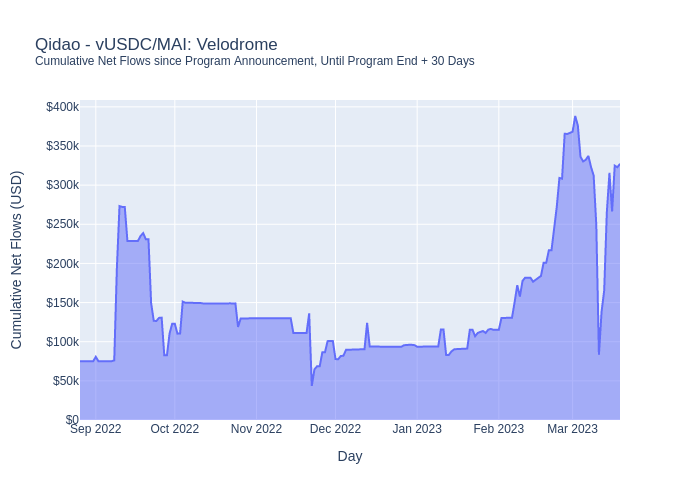 Qidao - vUSDC/MAI: Velodrome
Cumulative Net Flows since Program Announcement, Until Program End + 30 Days
$400k
$350k
$300k
$250k
$200k
$150k
$100k
$50k
$0
Cumulative Net Flows (USD)
Sep 2022 Oct 2022 Nov 2022 Dec 2022 Jan 2023 Feb 2023 Mar 2023
Day